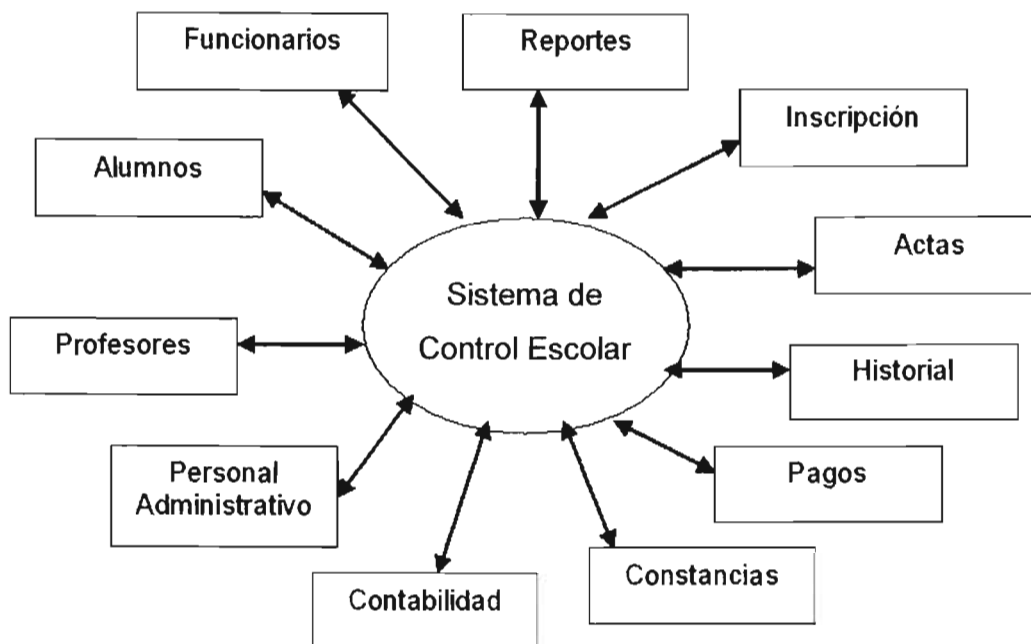 Funcionarios
Reportes
Inscripción
Alumnos
Actas
Sistema de
Control Escolar
Profesores
Historial
Personal
Administrativo
Pagos
Contabilidad
Constancias